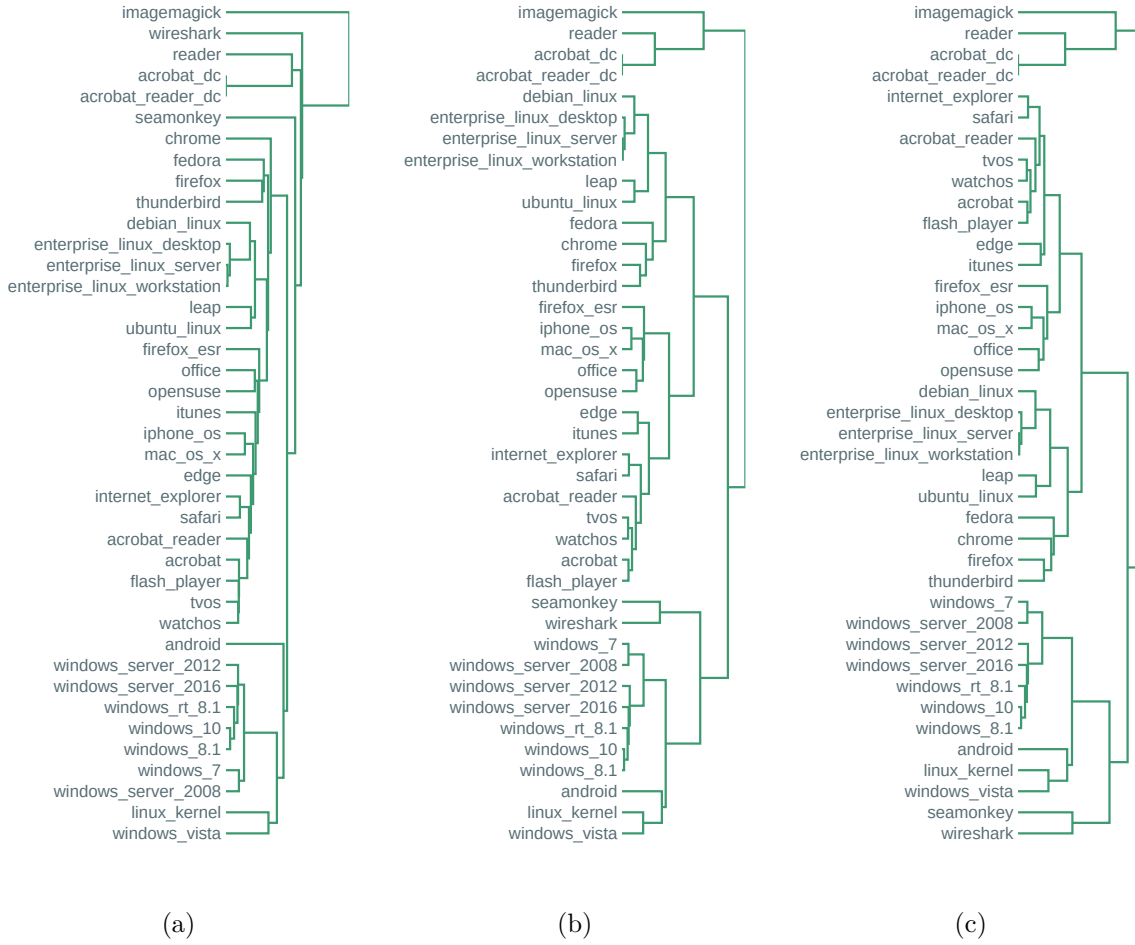 imagemagick
wireshark
reader
acrobat_dc
acrobat_reader_dc
seamonkey
chrome
fedora
firefox
thunderbird
debian_linux
enterprise_linux_desktop
enterprise_linux_server
enterprise_linux_workstation
leap
ubuntu_linux
firefox_esr
office
opensuse
itunes
iphone_os
mac_os_x
edge
internet_explorer
safari
acrobat_reader
acrobat
flash_player
tvos
watchos
android
windows_server_2012
windows_server_2016
windows_rt_8.1
windows_10
windows_8.1
windows_7
windows_server_2008
linux_kernel
windows_vista
(a)
imagemagick
reader
acrobat_dc
acrobat_reader_dc
debian_linux
enterprise_linux_desktop
enterprise_linux_server
enterprise_linux_workstation
leap
ubuntu_linux
fedora
chrome
firefox
thunderbird
firefox_esr
iphone_os
mac_os_x
office
opensuse
edge
itunes
internet_explorer
safari
acrobat_reader
tvos
watchos
acrobat
flash_player
seamonkey
wireshark
windows_7
windows_server_2008
windows_server_2012
windows_server_2016
windows_rt_8.1
windows_10
windows_8.1
android
linux_kernel
windows_vista
(b)
imagemagick
reader
acrobat_dc
acrobat_reader_dc
internet_explorer
safari
acrobat_reader
tvos
watchos
acrobat
flash_player
edge
itunes
firefox_esr
iphone_os
mac_os_x
office
opensuse
debian_linux
enterprise_linux_desktop
enterprise_linux_server
enterprise_linux_workstation
leap
ubuntu_linux
fedora
chrome
firefox
thunderbird
windows_7
windows_server_2008
windows_server_2012
windows_server_2016
windows_rt_8.1
windows_10
windows_8.1
android
linux_kernel
windows_vista
seamonkey
wireshark
(c)